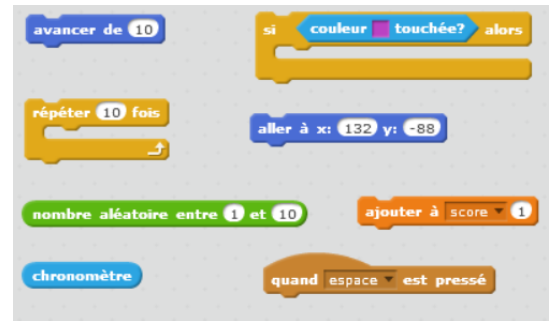 avancer de 10
si couleur touchée? alors
répéter 10 fois
aller à x: 132 y: -88
nombre aléatoire entre 1 et 10
ajouter à score 1
chronomètre
quand espace est pressé